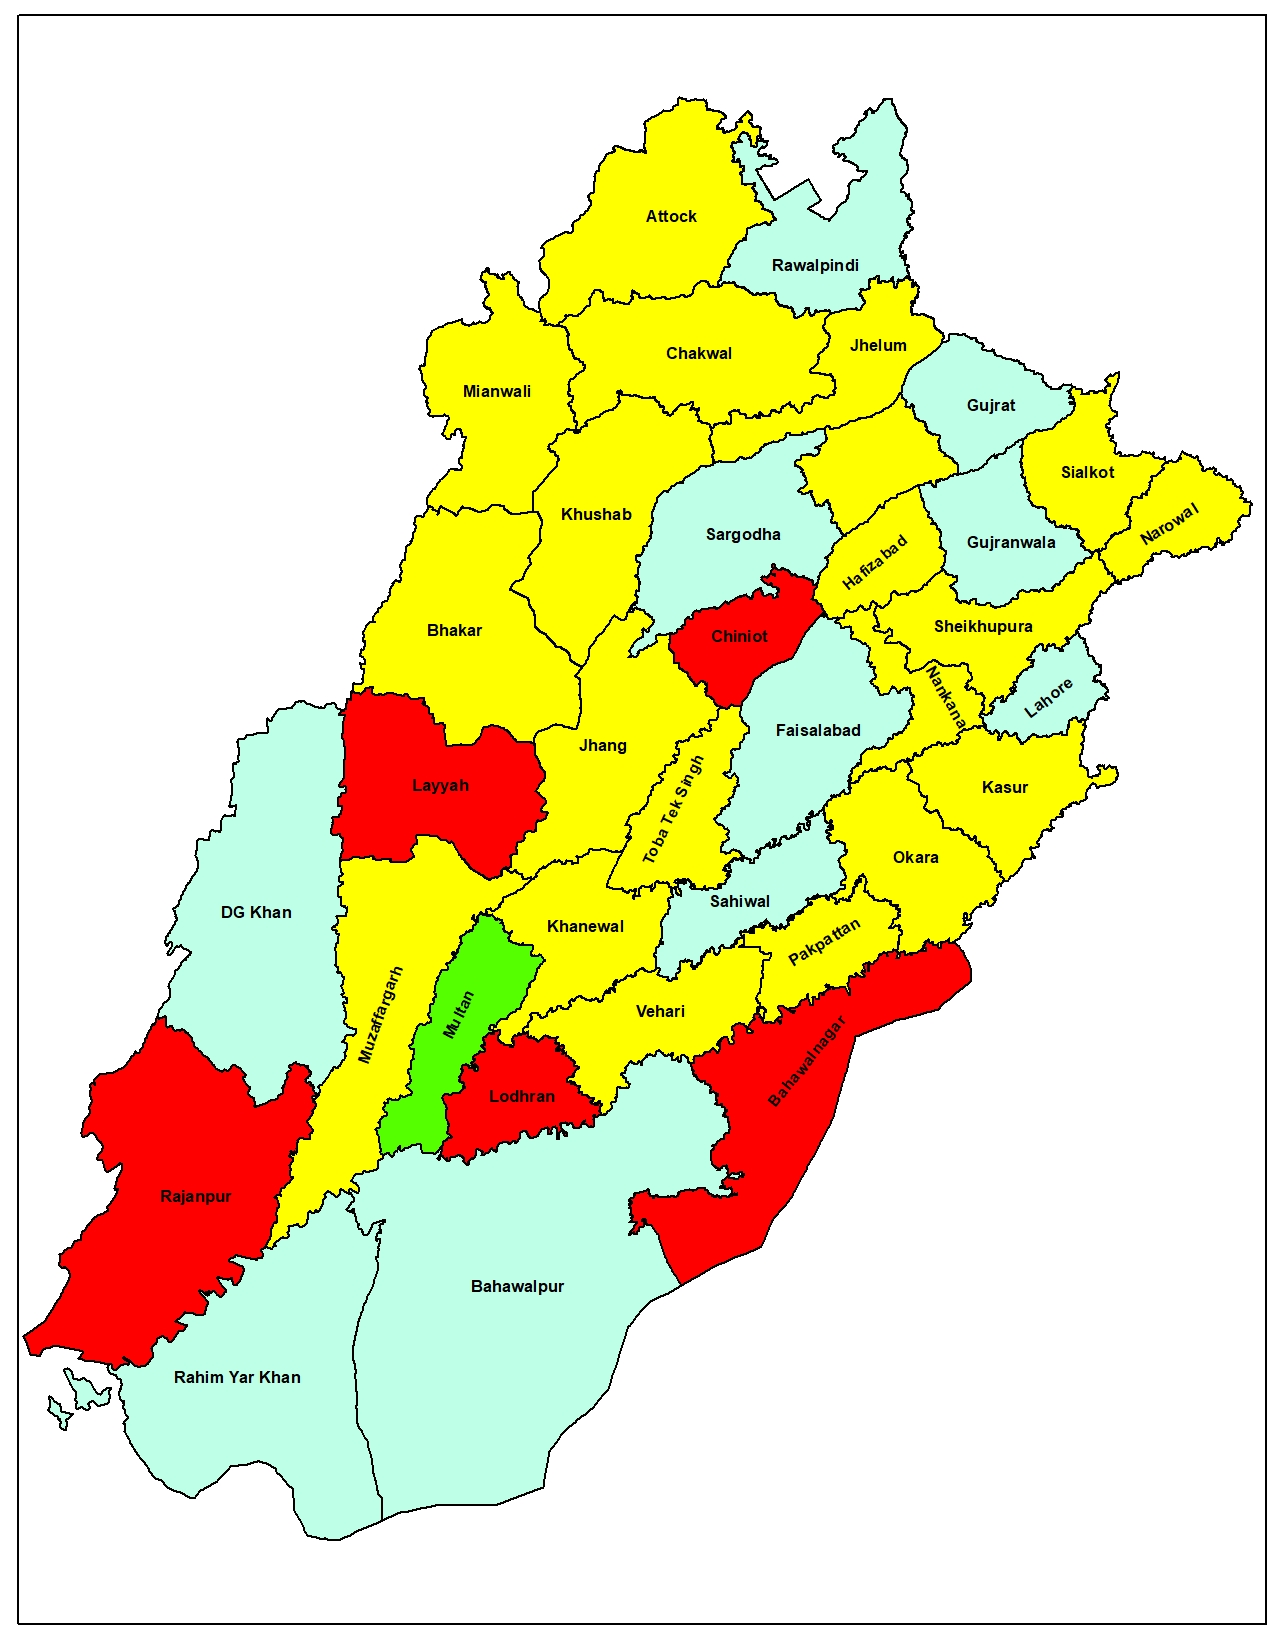 Attock
Rawalpindi
Chakwal
Jhelum
Mianwali
Gujrat
Sialkot
Khushab
Sargodha
Narowal
Gujranwala
Hafizabad
Bhakar
Chiniot
Sheikhupura
Nankana
Lahore
Faisalabad
Jhang
Layyah
Toba Tek Singh
Kasur
Okara
DG Khan
Sahiwal
Khanewal
Pakpattan
Muzaffargarh
Multan
Vehari
Bahawalnagar
Lodhran
Rajanpur
Bahawalpur
Rahim Yar Khan